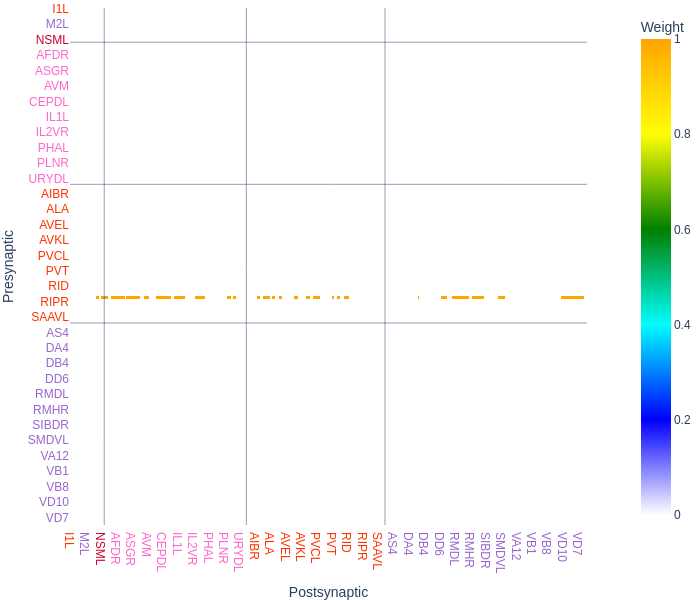 Weight
1
0.8
0.6
0.4
0.2
0
Presynaptic
I1L
M2L
NSML
AFDR
ASGR
AVM
CEPDL
IL1L
IL2VR
PHAL
PLNR
URYDL
AIBR
ALA
AVEL
AVKL
PVCL
PVT
RID
RIPR
SAAVL
AS4
DA4
DB4
DD6
RMDL
RMHR
SIBDR
SMDVL
VA12
VB1
VB8
VD10
VD7
I1L
M2L
NSML
AFDR
ASGR
AVM
CEPDL
IL1L
IL2VR
PHAL
PLNR
URYDL
AIBR
ALA
AVEL
AVKL
PVCL
PVT
RID
RIPR
SAAVL
AS4
DA4
DB4
DD6
RMDL
RMHR
SIBDR
SMDVL
VA12
VB1
VB8
VD10
VD7
Postsynaptic